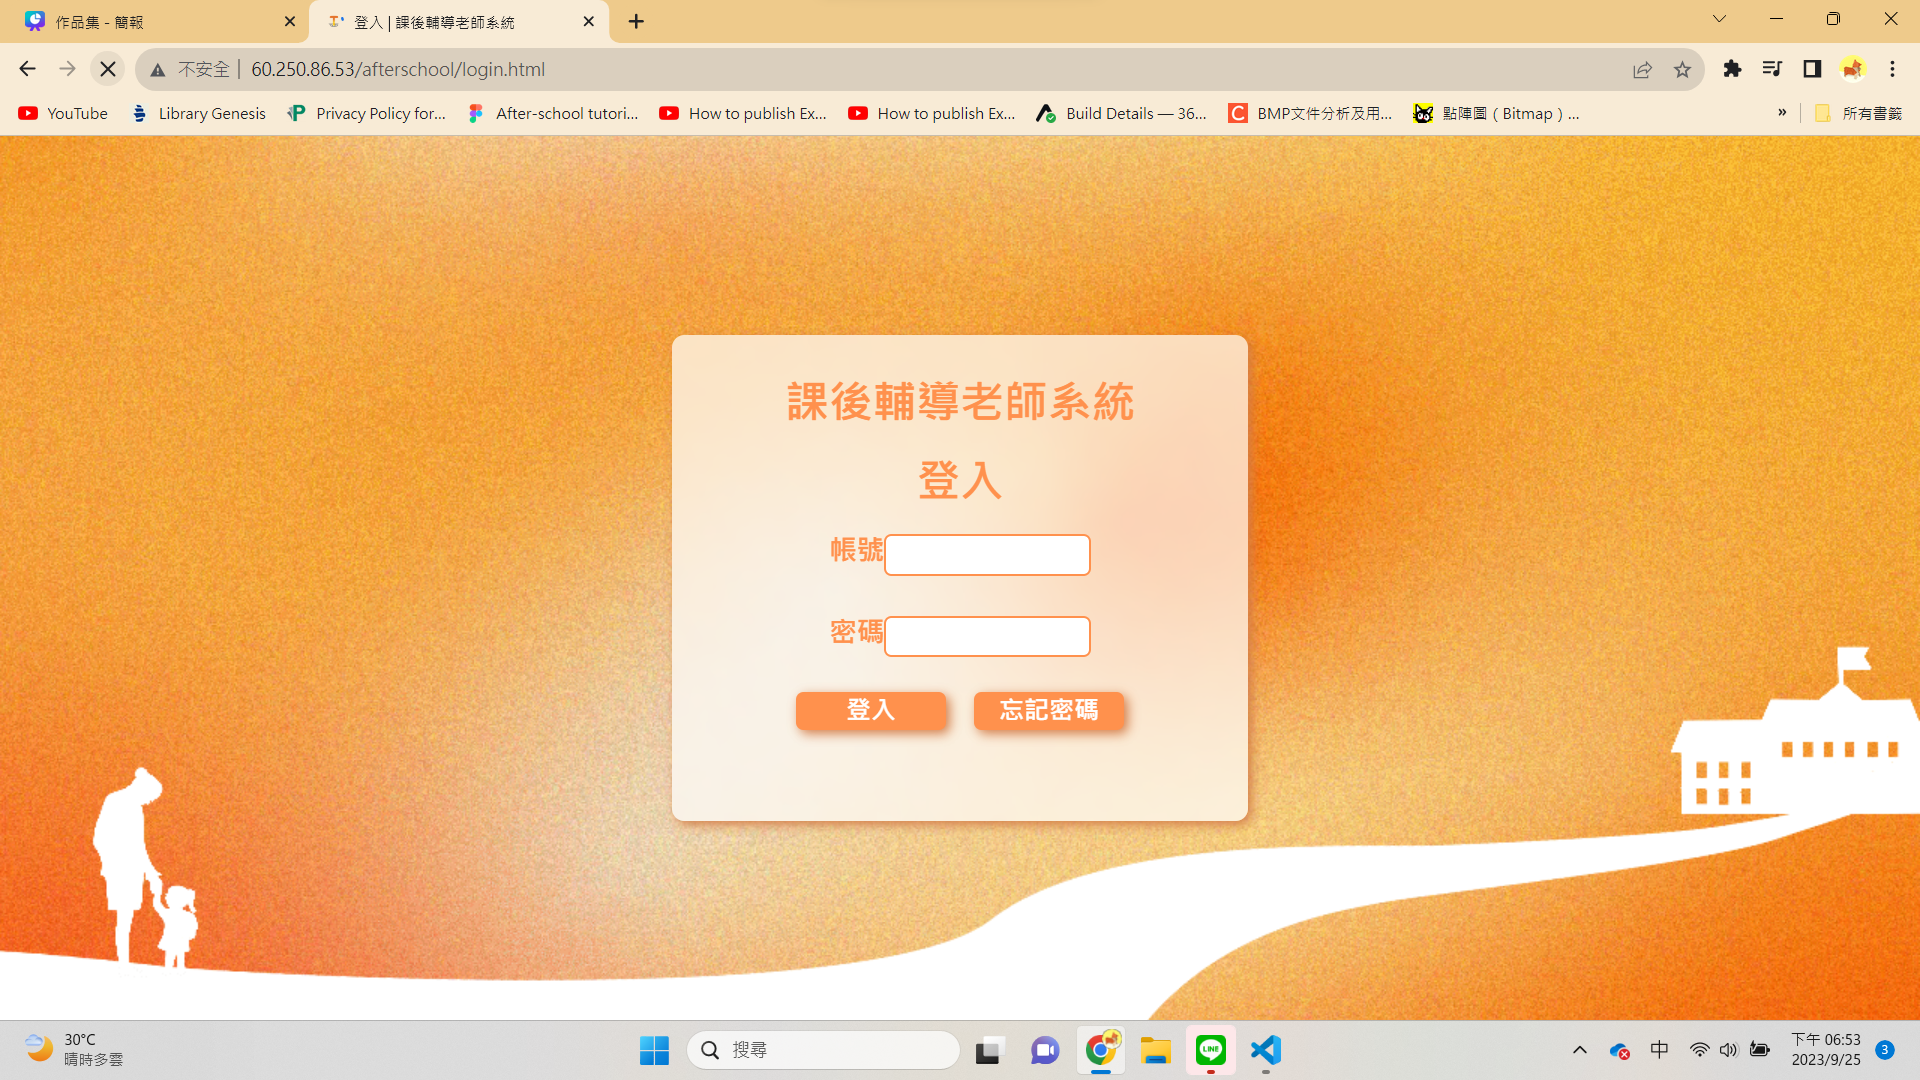 作品集 - 簡報
登入 | 課後輔導老師系統
不安全
60.250.86.53/afterschool/login.html
YouTube
Library Genesis
Privacy Policy for...
After-school tutori...
How to publish Ex...
How to publish Ex...
Build Details — 36...
BMP文件分析及用...
點陣圖 ( Bitmap ) ...
»
所有書籤
課後輔導老師系統
登入
帳號
密碼
登入
忘記密碼
30°C
晴時多雲
搜尋
LINE
中
下午 06:53
2023/9/25
3